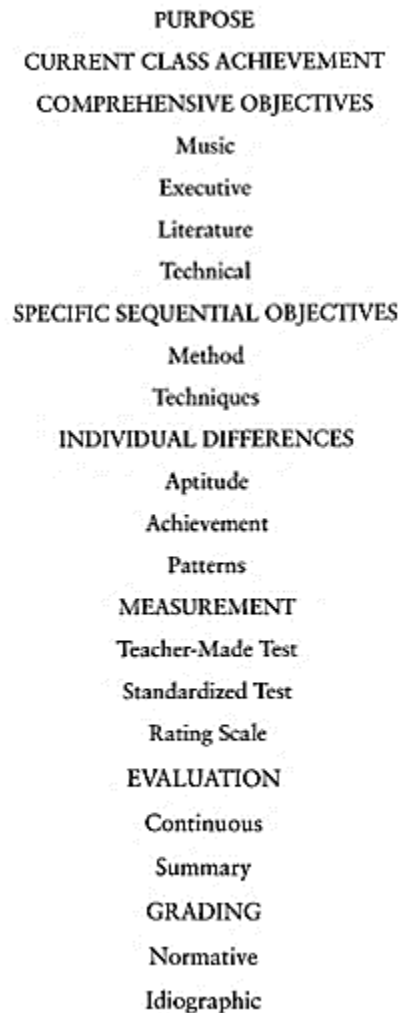 PURPOSE
CURRENT CLASS ACHIEVEMENT
COMPREHENSIVE OBJECTIVES
Music
Executive
Literature
Technical
SPECIFIC SEQUENTIAL OBJECTIVES
Method
Techniques
INDIVIDUAL DIFFERENCES
Aptitude
Achievement
Patterns
MEASUREMENT
Teacher-Made Test
Standardized Test
Rating Scale
EVALUATION
Continuous
Summary
GRADING
Normative
Idiographic